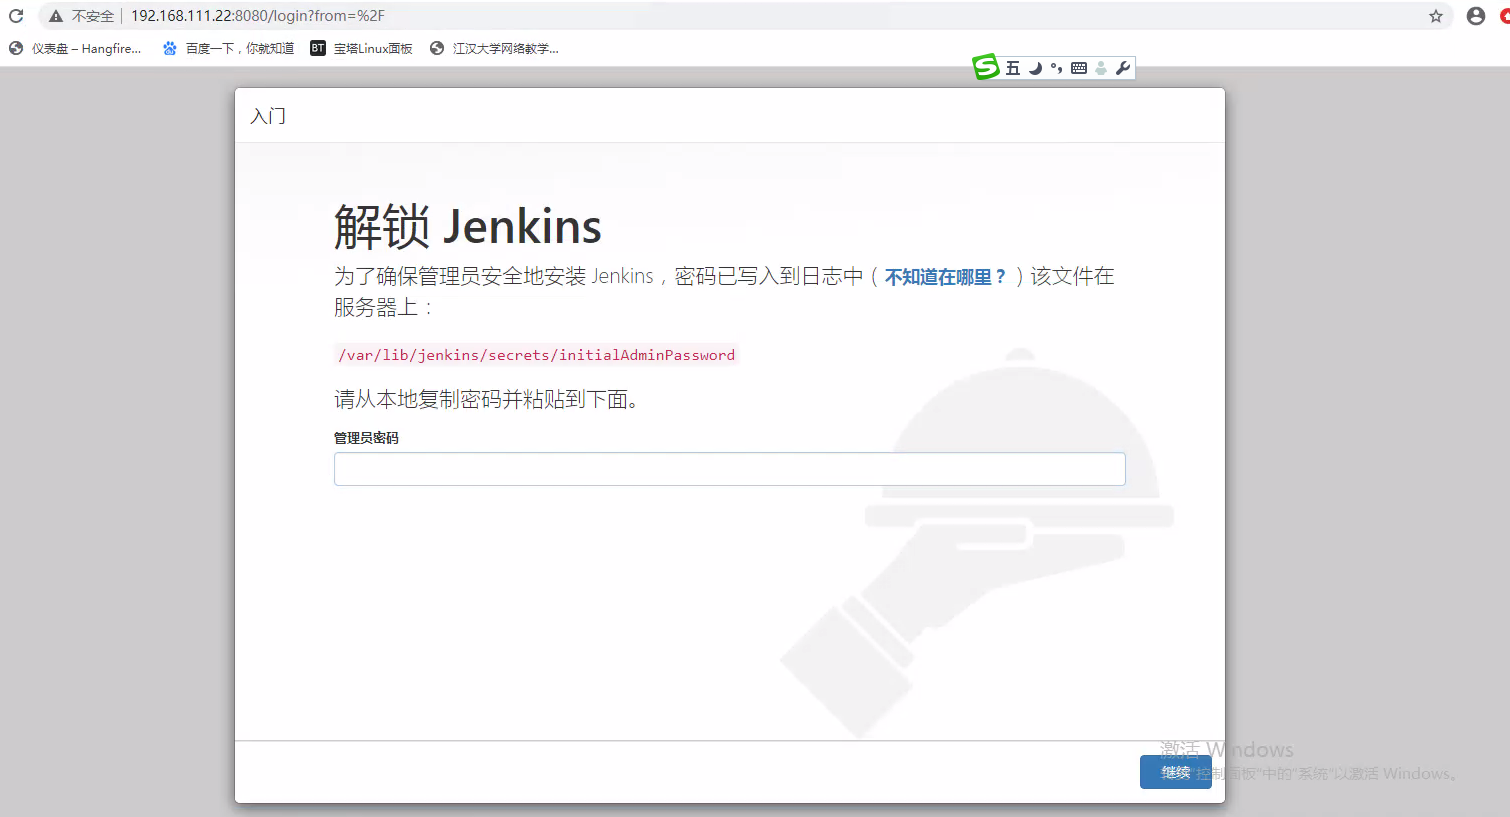 不安全 | 192.168.111.22:8080/login?from=%2F
仪表盘 – Hangfire... 百度一下，你就知道 BT 宝塔Linux面板 江汉大学网络教学...
S 五
入门
解锁 Jenkins
为了确保管理员安全地安装 Jenkins，密码已写入到日志中（不知道在哪里？）该文件在
服务器上：
/var/lib/jenkins/secrets/initialAdminPassword
请从本地复制密码并粘贴到下面。
管理员密码
激活 Windows
继续
"控制面板"中的"系统"以激活 Windows。